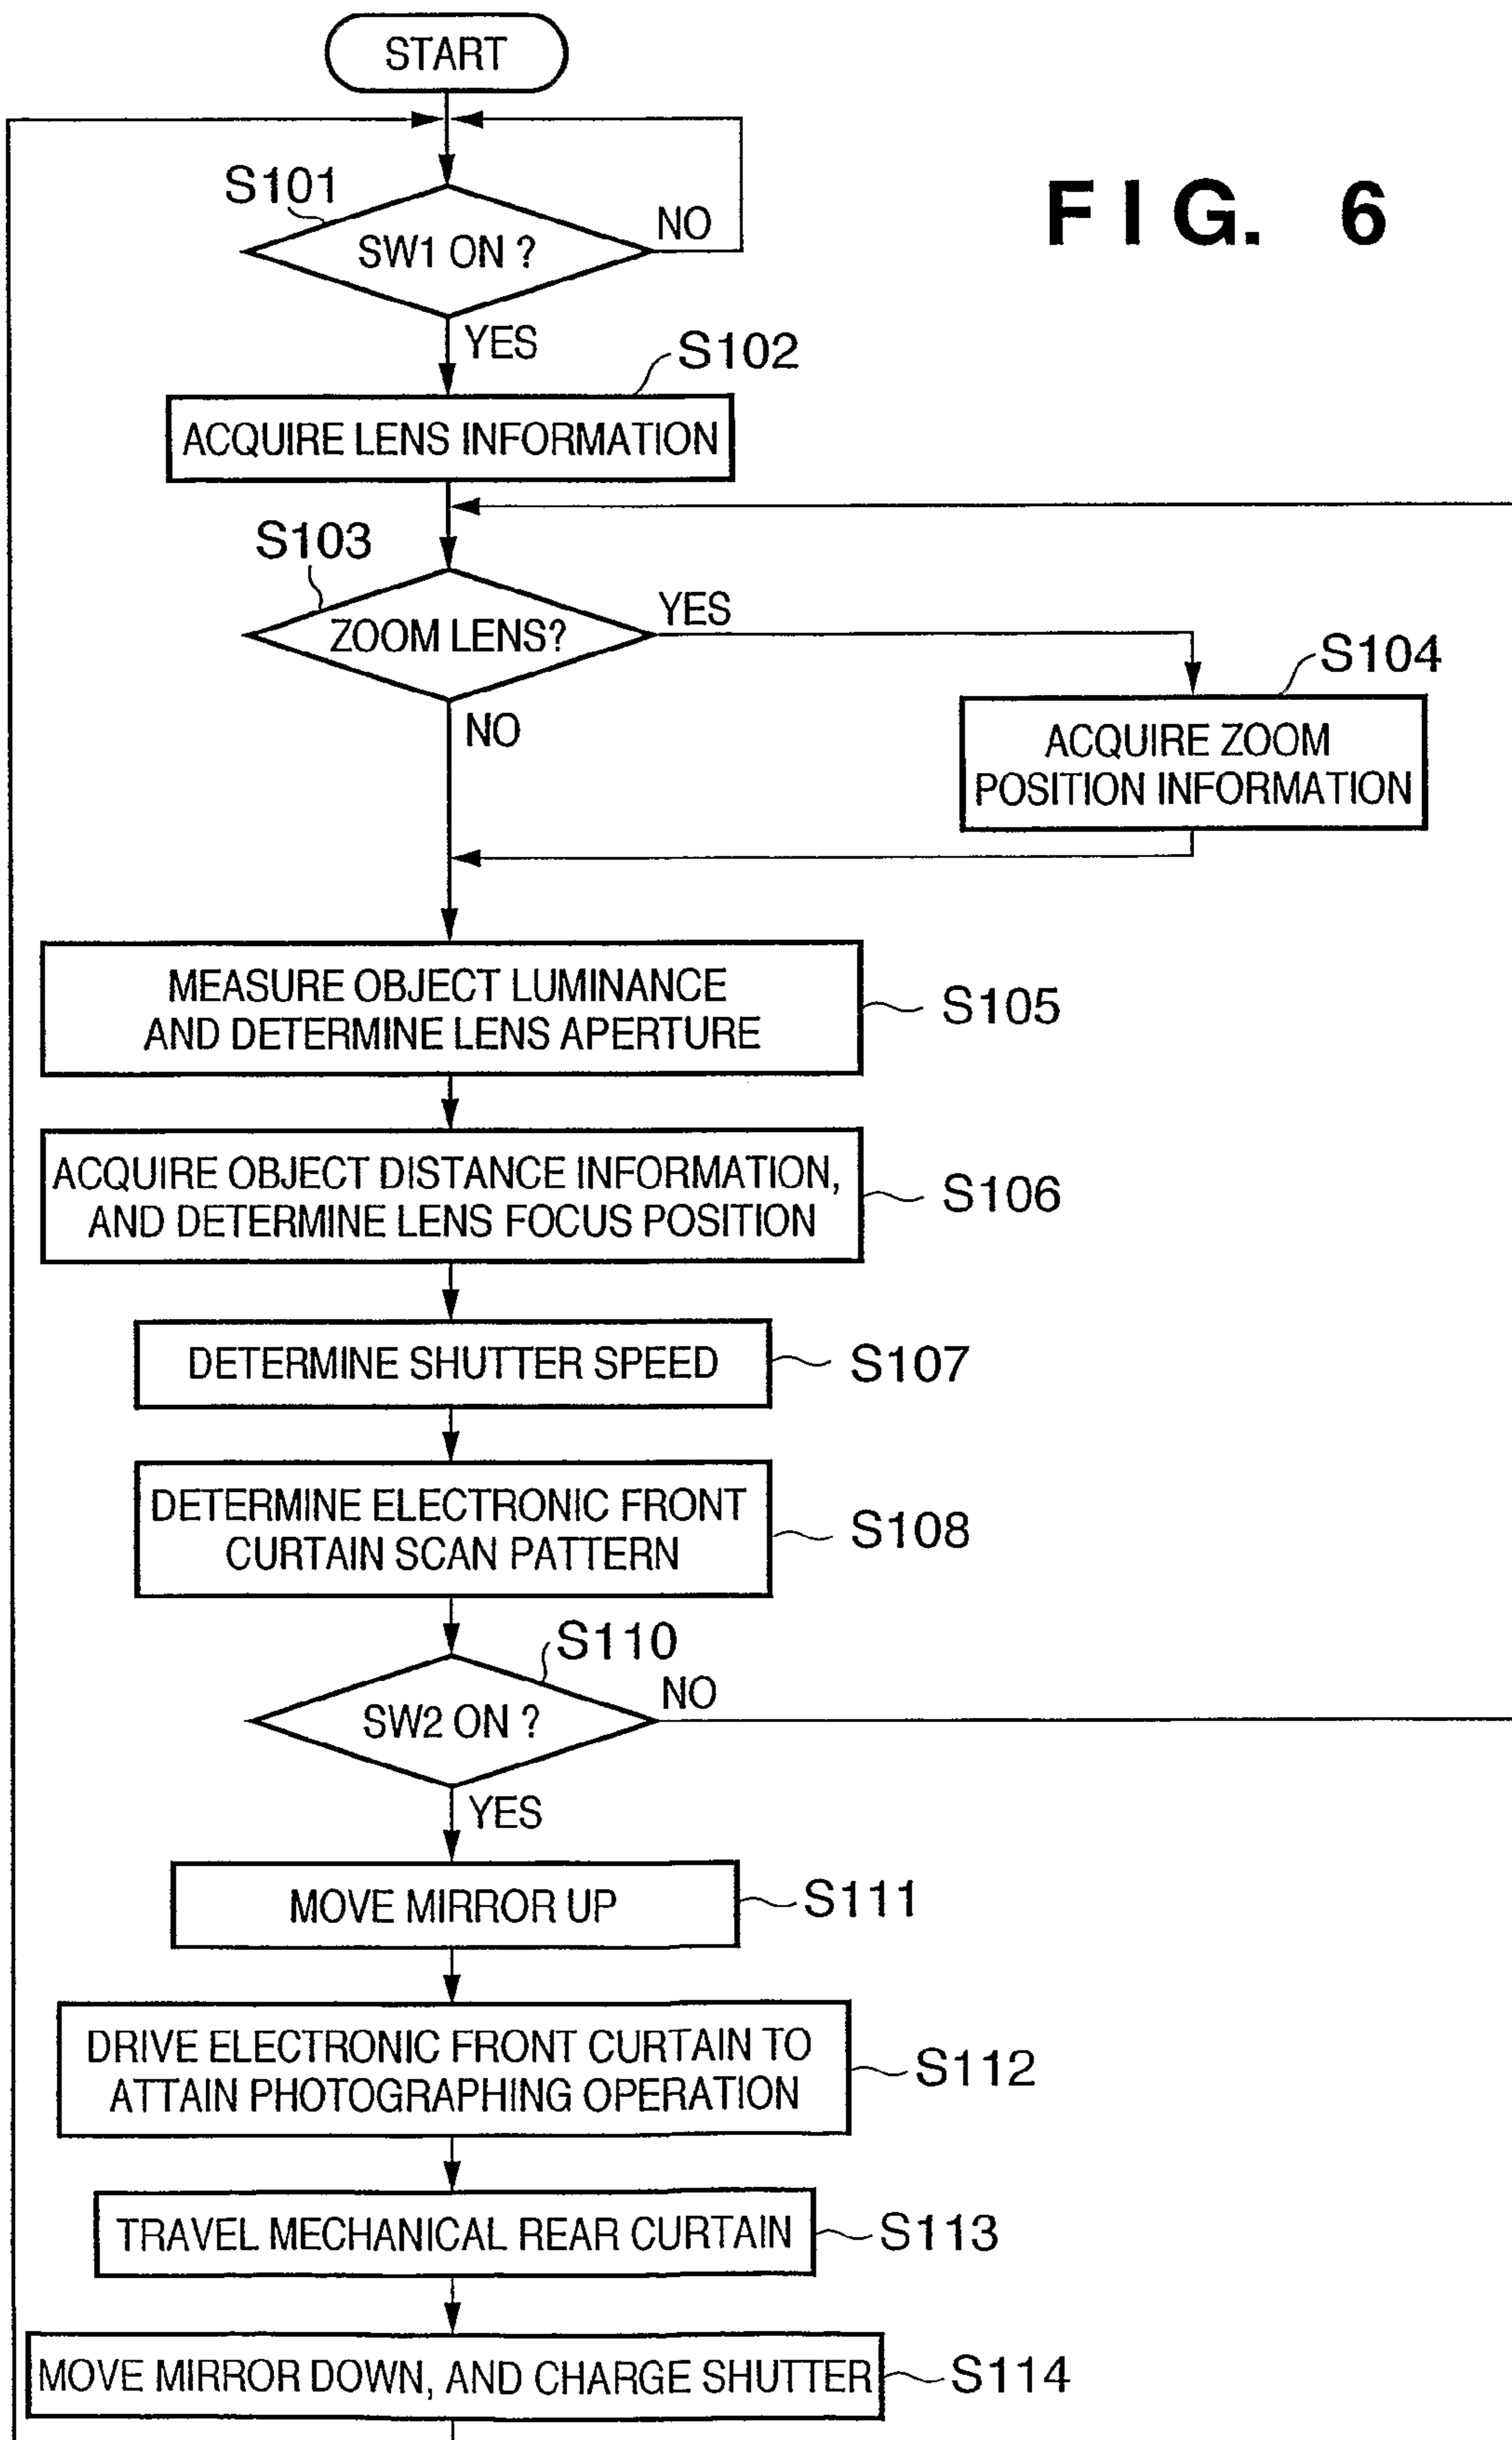 START
FIG. 6
S101
SW1 ON ?
NO
YES
S102
ACQUIRE LENS INFORMATION
S103
ZOOM LENS?
YES
NO
S104
ACQUIRE ZOOM
POSITION INFORMATION
MEASURE OBJECT LUMINANCE
AND DETERMINE LENS APERTURE
S105
ACQUIRE OBJECT DISTANCE INFORMATION,
AND DETERMINE LENS FOCUS POSITION
S106
DETERMINE SHUTTER SPEED
S107
DETERMINE ELECTRONIC FRONT
CURTAIN SCAN PATTERN
S108
S110
SW2 ON ?
NO
YES
MOVE MIRROR UP
S111
DRIVE ELECTRONIC FRONT CURTAIN TO
ATTAIN PHOTOGRAPHING OPERATION
S112
TRAVEL MECHANICAL REAR CURTAIN
S113
MOVE MIRROR DOWN, AND CHARGE SHUTTER
S114